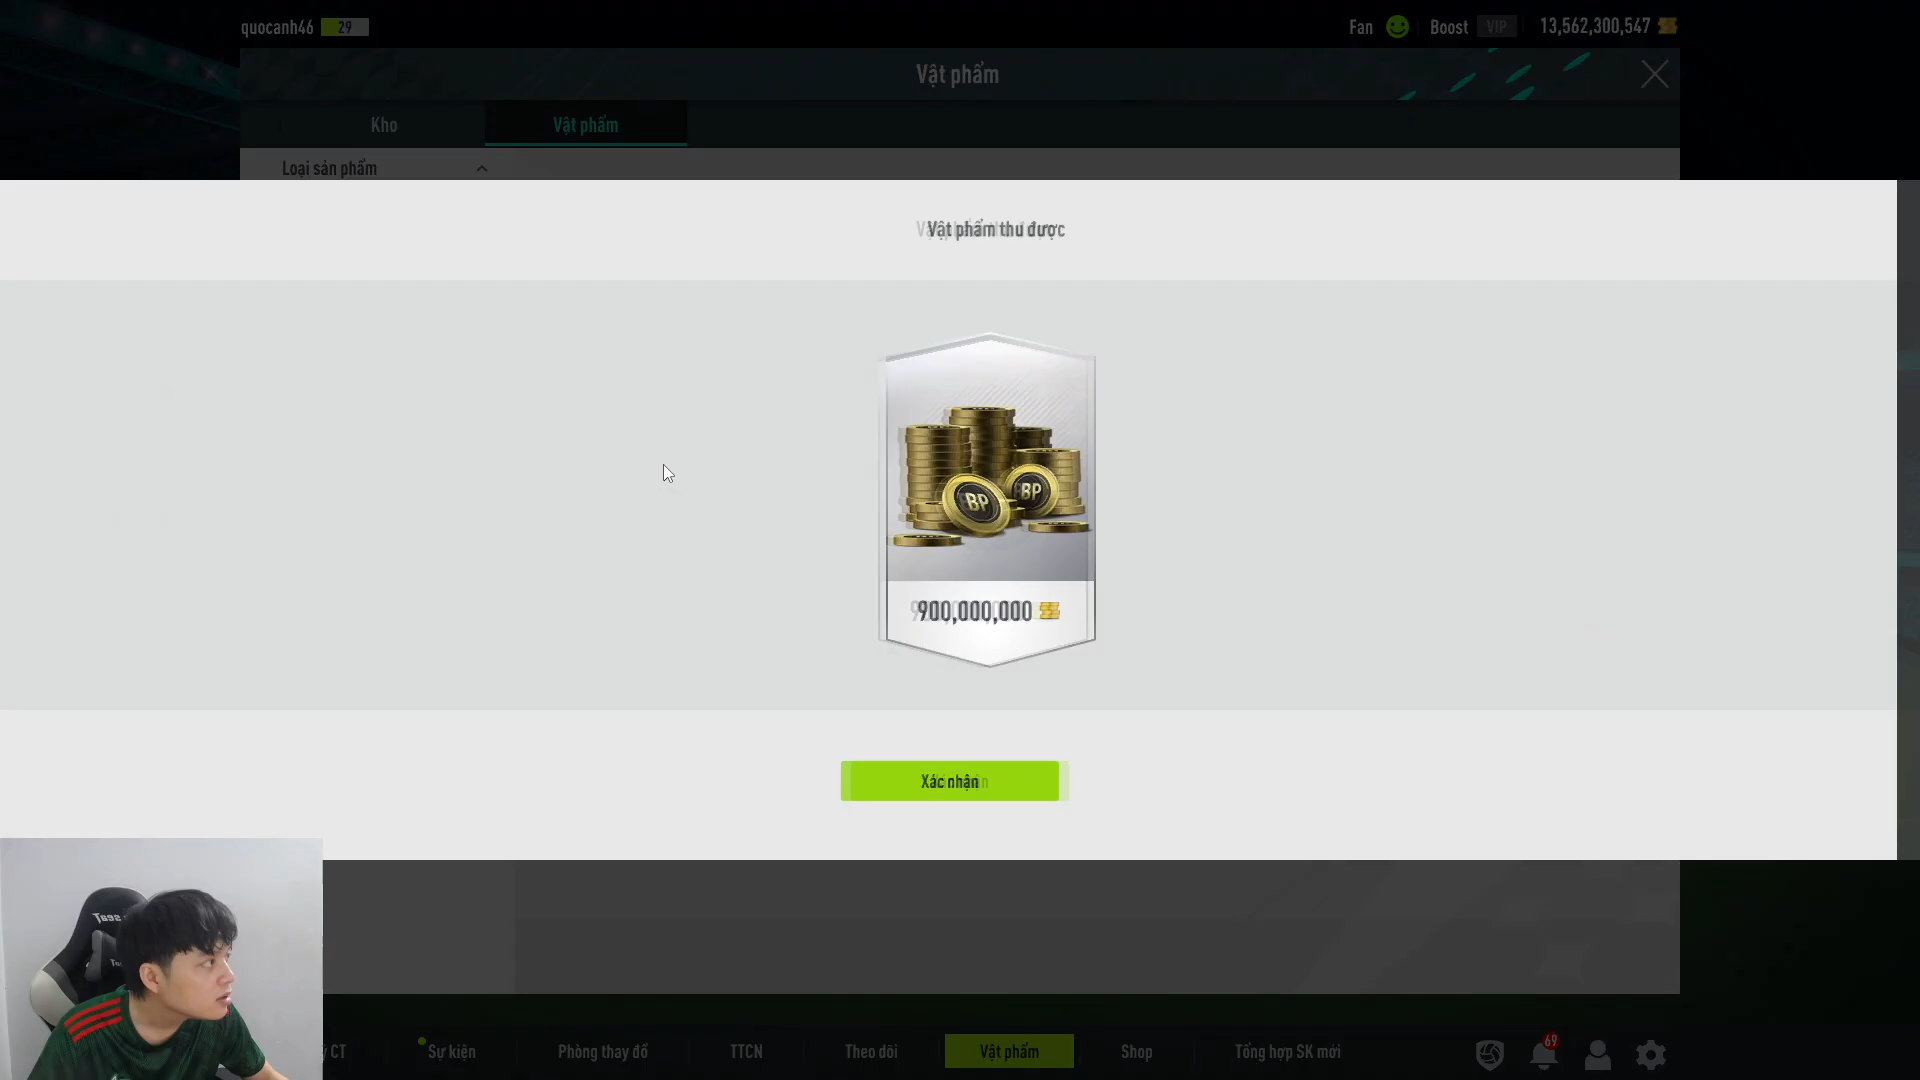 quocanh46 29
Fan Boost VIP 13,562,300,547
Vật phẩm
Kho Vật phẩm
Loại sản phẩm
Vật phẩm thu được
BP BP
900,000,000
Xác nhận
CT Sự kiện Phòng thay đồ TTCN Theo dõi Vật phẩm Shop Tổng hợp SK mới 69